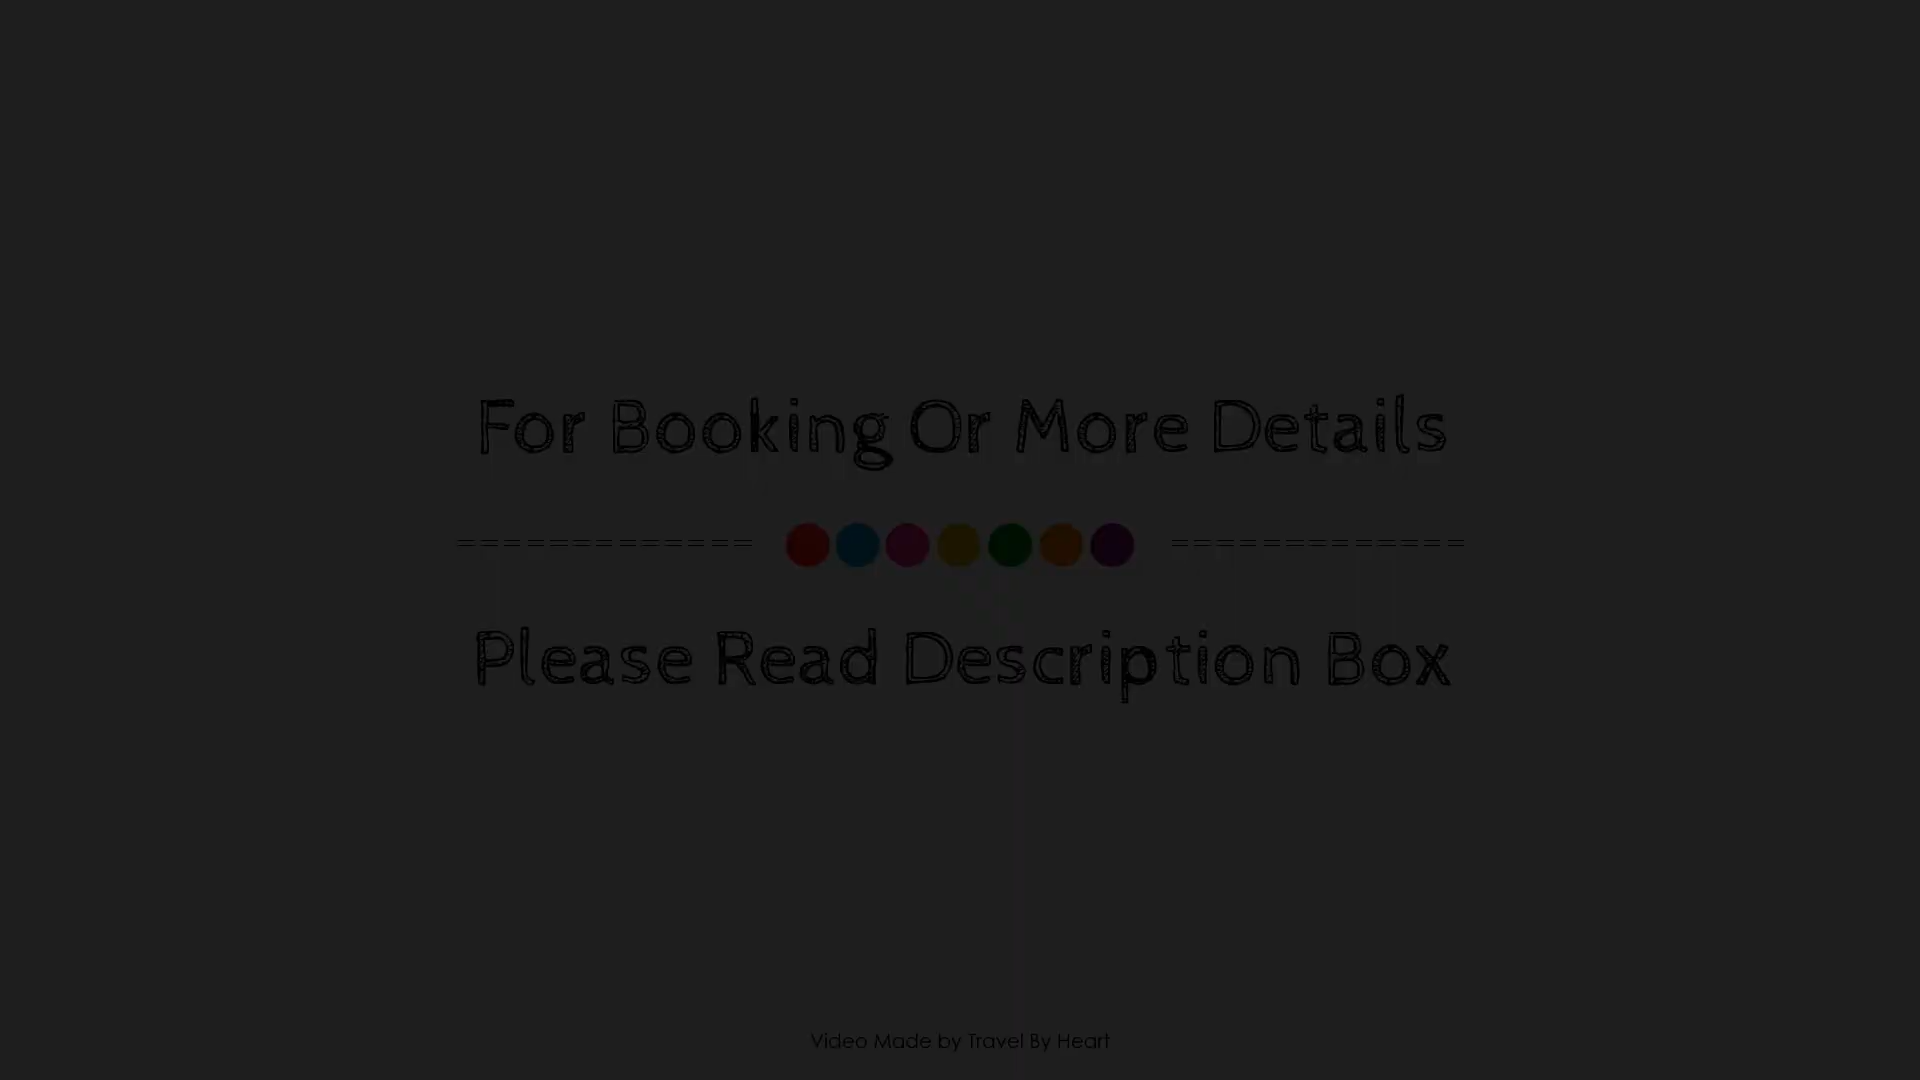 For Booking Or More Details
============= =============
Please Read Description Box
Video Made by Travel By Heart